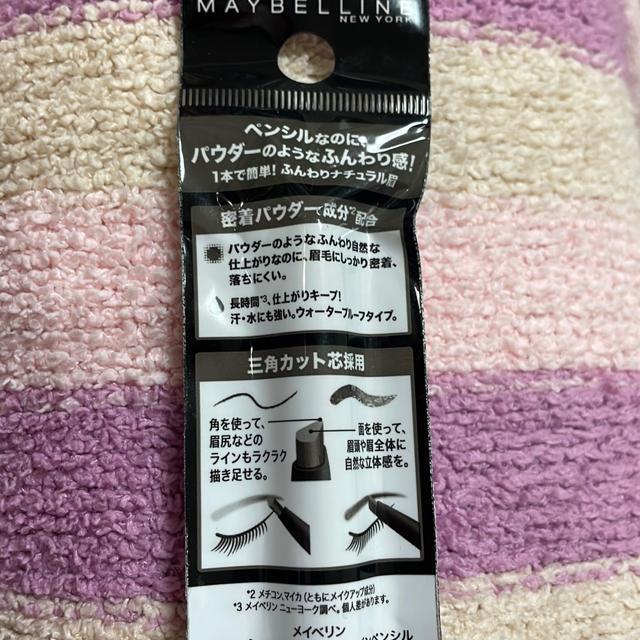 MAYBELLINE
NEW YORK
ペンシルなのに、
パウダーのようなふんわり感!
1本で簡単! ふんわりナチュラル眉
密着パウダー成分*2配合
パウダーのようなふんわり自然な
仕上がりなのに、眉毛にしっかり密着、
落ちにくい。
長時間*3、仕上がりキープ!
汗・水にも強い。ウォータープルーフタイプ。
三角カット芯採用
角を使って、
眉尻などの
ラインもラクラク
描き足せる。
面を使って、
眉頭や眉全体に
自然な立体感を。
*2 メチコン、マイカ (ともにメイクアップ成分)
*3 メイベリン ニューヨーク調べ。個人差があります。
メイベリン
ンペンシル